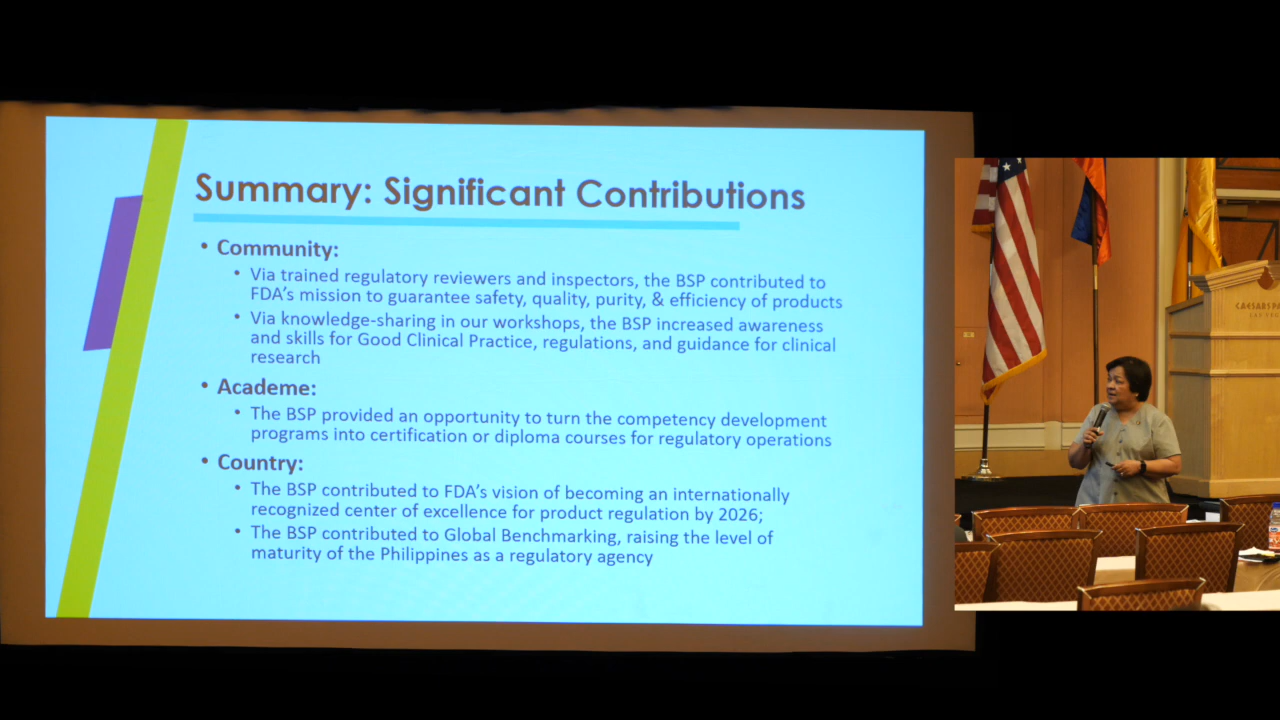 Summary: Significant Contributions
• Community:
• Via trained regulatory reviewers and inspectors, the BSP contributed to
FDA's mission to guarantee safety, quality, purity, & efficiency of products
• Via knowledge-sharing in our workshops, the BSP increased awareness
and skills for Good Clinical Practice, regulations, and guidance for clinical
research
• Academe:
• The BSP provided an opportunity to turn the competency development
programs into certification or diploma courses for regulatory operations
• Country:
• The BSP contributed to FDA's vision of becoming an internationally
recognized center of excellence for product regulation by 2026;
• The BSP contributed to Global Benchmarking, raising the level of
maturity of the Philippines as a regulatory agency
CAESARS PA